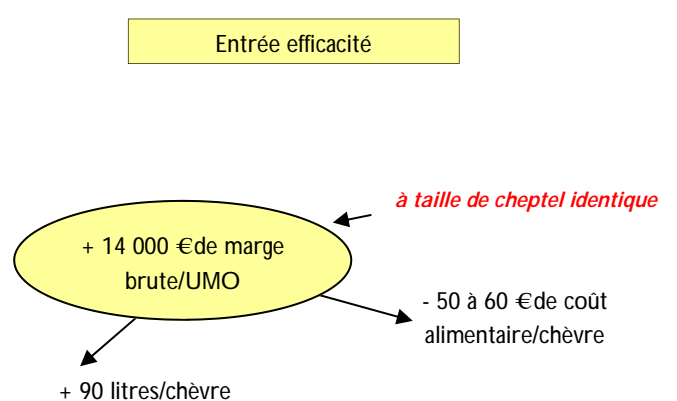 Entrée efficacité
à taille de cheptel identique
+ 14 000 €de marge
brute/UMO
- 50 à 60 €de coût
alimentaire/chèvre
+ 90 litres/chèvre